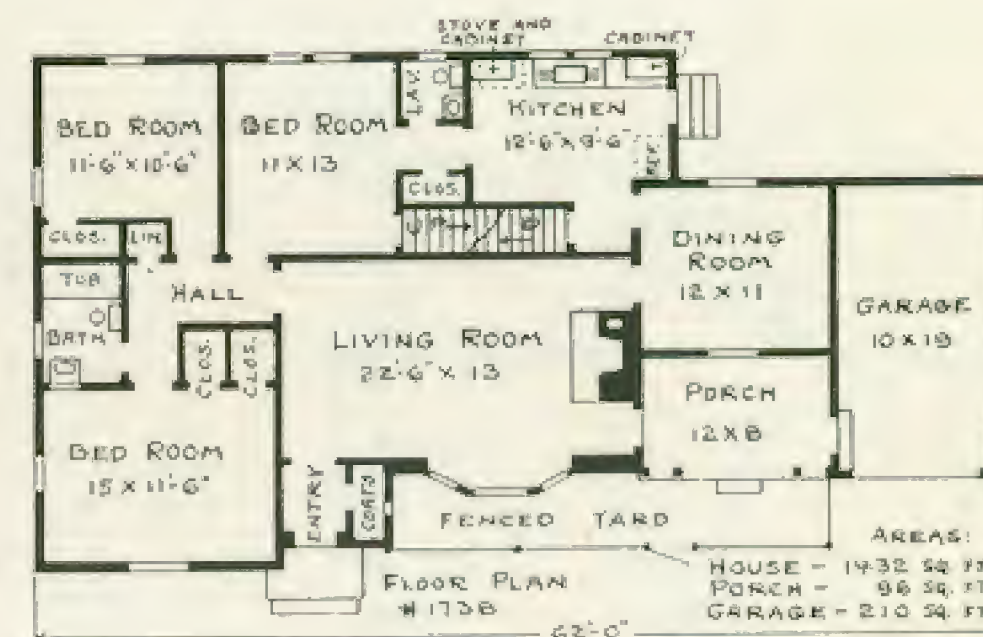 STOVE AND
CABINET
CABINET
BED ROOM
11'-6" X 10'-6"
BED ROOM
11 X 13
LAV.
KITCHEN
12'-6" X 9'-6"
REF.
CLOS.
UP
CLOS.
LIN.
TUB
HALL
BATH
CLOS.
CLOS.
LIVING ROOM
22'-6" X 13
DINING
ROOM
12 X 11
GARAGE
PORCH
12 X 8
BED ROOM
15 X 11'-6"
ENTRY
COATS
FENCED YARD
AREAS:
HOUSE - 1432 SQ. FT
PORCH - 96 SQ. FT
GARAGE - 210 SQ. FT
FLOOR PLAN
62'-0"